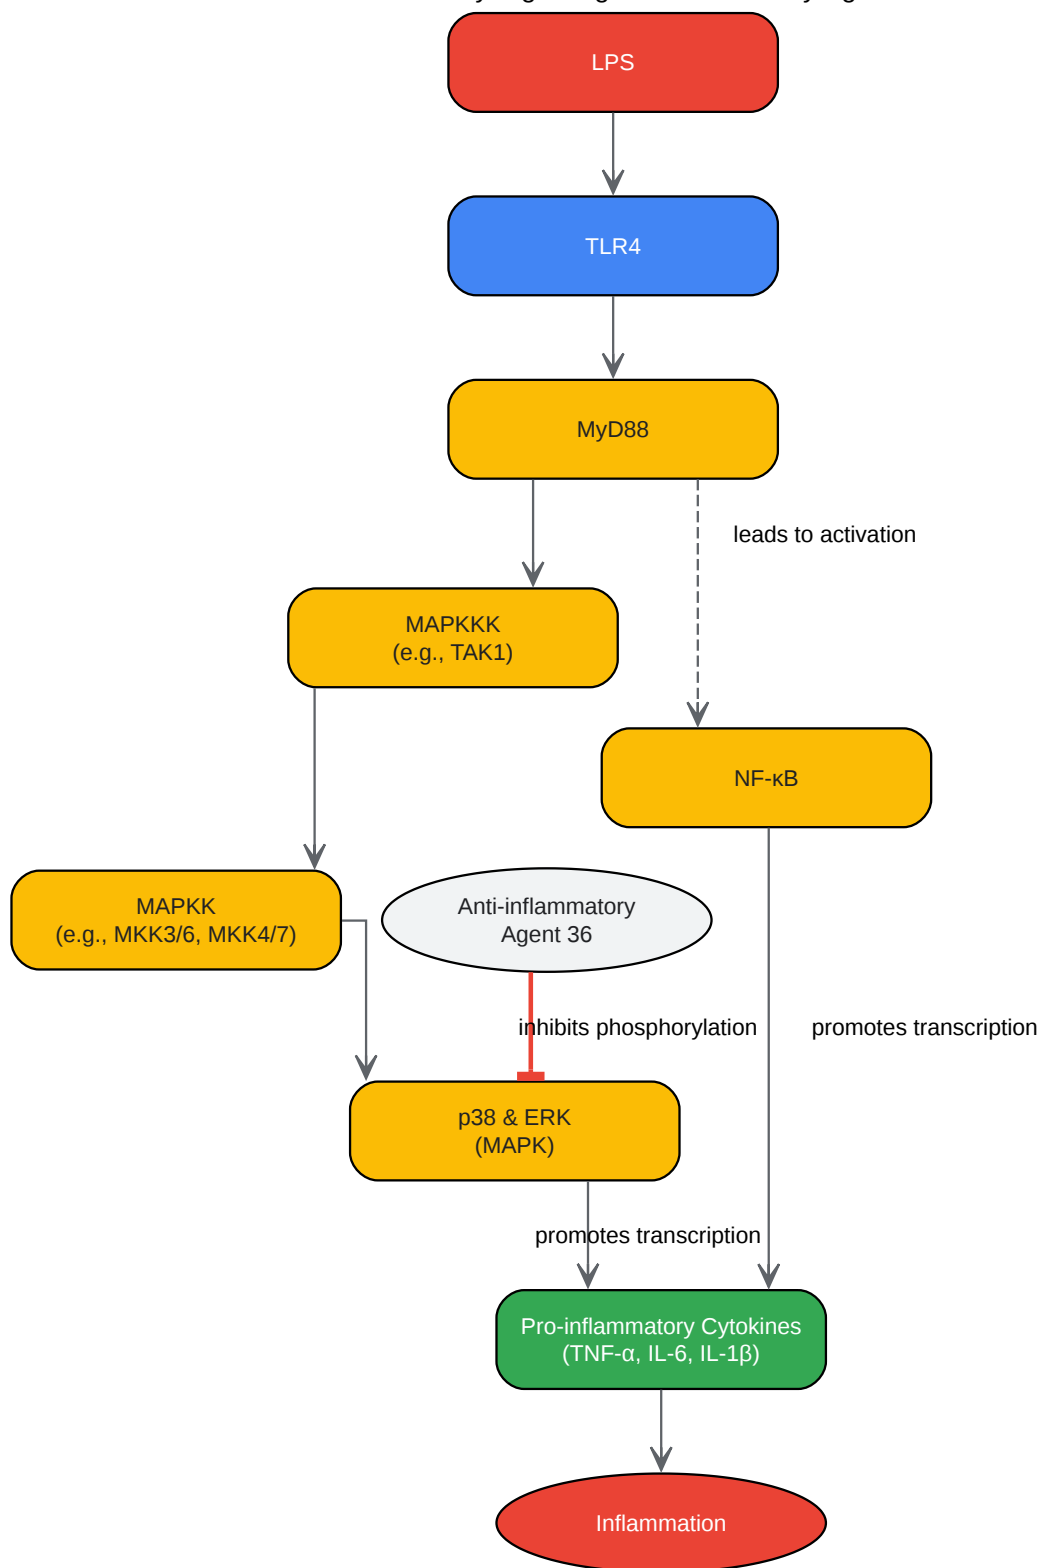 LPS
TLR4
MyD88
leads to activation
MAPKKK
(e.g., TAK1)
NF-κB
MAPKK
(e.g., MKK3/6, MKK4/7)
Anti-inflammatory
Agent 36
inhibits phosphorylation
promotes transcription
p38 & ERK
(MAPK)
promotes transcription
Pro-inflammatory Cytokines
(TNF-α, IL-6, IL-1β)
Inflammation